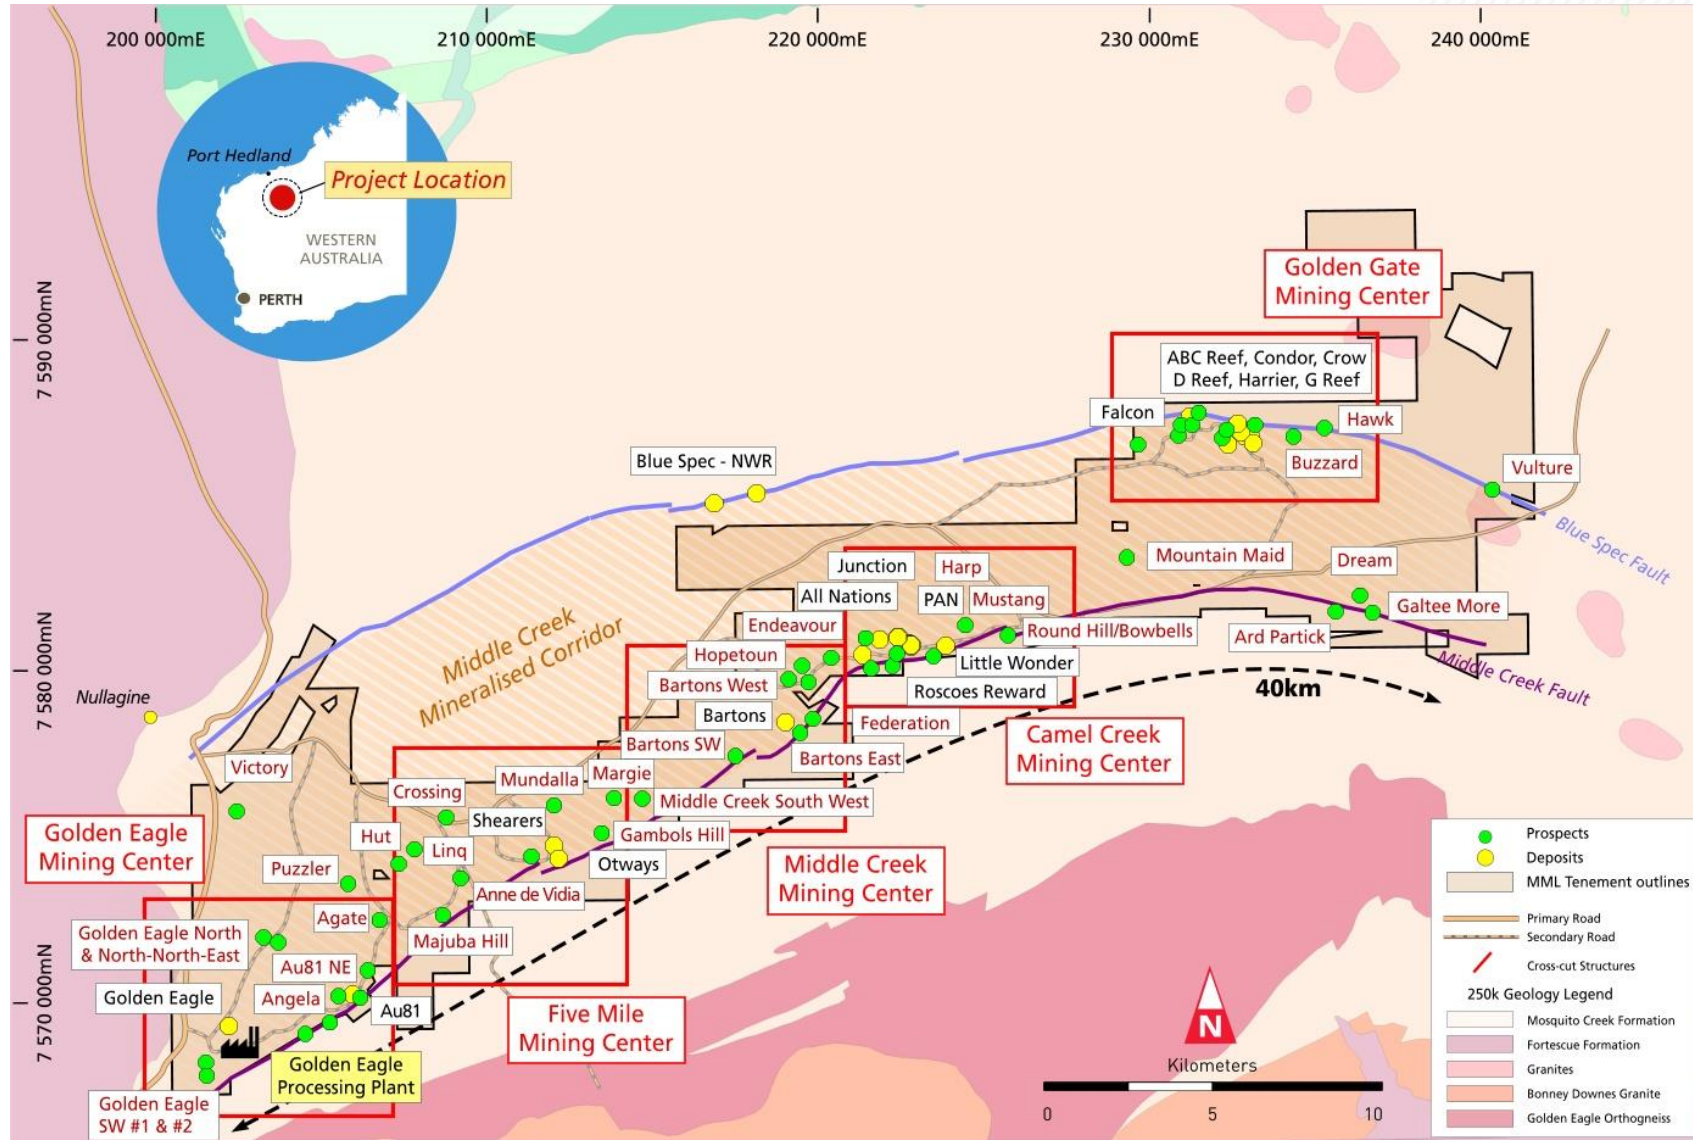 200 000mE
210 000mE
220 000mE
230 000mE
240 000mE
7 590 000mN
7 580 000mN
7 570 000mN
Port Hedland
Project Location
WESTERN
AUSTRALIA
PERTH
Golden Gate
Mining Center
ABC Reef, Condor, Crow
D Reef, Harrier, G Reef
Falcon
Hawk
Buzzard
Vulture
Blue Spec - NWR
Blue Spec Fault
Mountain Maid
Dream
Galtee More
Ard Partick
Middle Creek Fault
Junction
Harp
All Nations
PAN
Mustang
Endeavour
Round Hill/Bowbells
Hopetoun
Little Wonder
Bartons West
Roscoes Reward
Bartons
Federation
40km
Middle Creek
Mineralised Corridor
Nullagine
Bartons SW
Bartons East
Camel Creek
Mining Center
Victory
Crossing
Mundalla
Margie
Middle Creek South West
Shearers
Gambols Hill
Golden Eagle
Mining Center
Hut
Linq
Otways
Puzzler
Middle Creek
Mining Center
Anne de Vidia
Agate
Golden Eagle North
& North-North-East
Majuba Hill
Au81 NE
Golden Eagle
Angela
Au81
Five Mile
Mining Center
Golden Eagle
Processing Plant
Golden Eagle
SW #1 & #2
N
Kilometers
0
5
10
Prospects
Deposits
MML Tenement outlines
Primary Road
Secondary Road
Cross-cut Structures
250k Geology Legend
Mosquito Creek Formation
Fortescue Formation
Granites
Bonney Downes Granite
Golden Eagle Orthogneiss